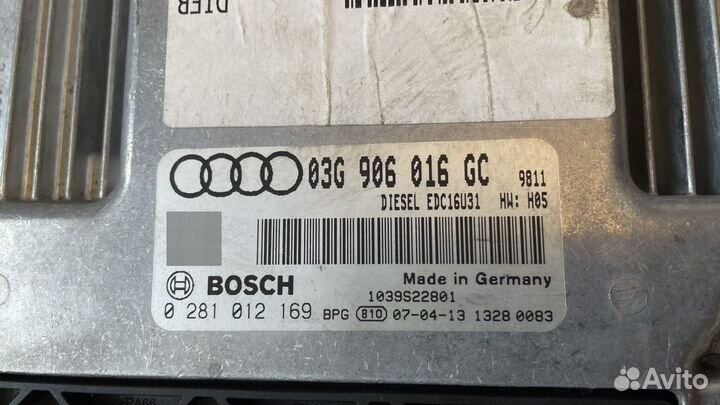 DTEB
03G 906 016 GC 9811
DIESEL EDC16U31 HW: H05
BOSCH
Made in Germany
1039S22801
0 281 012 169 BPG 810 07-04-13 1328 0083
Avito